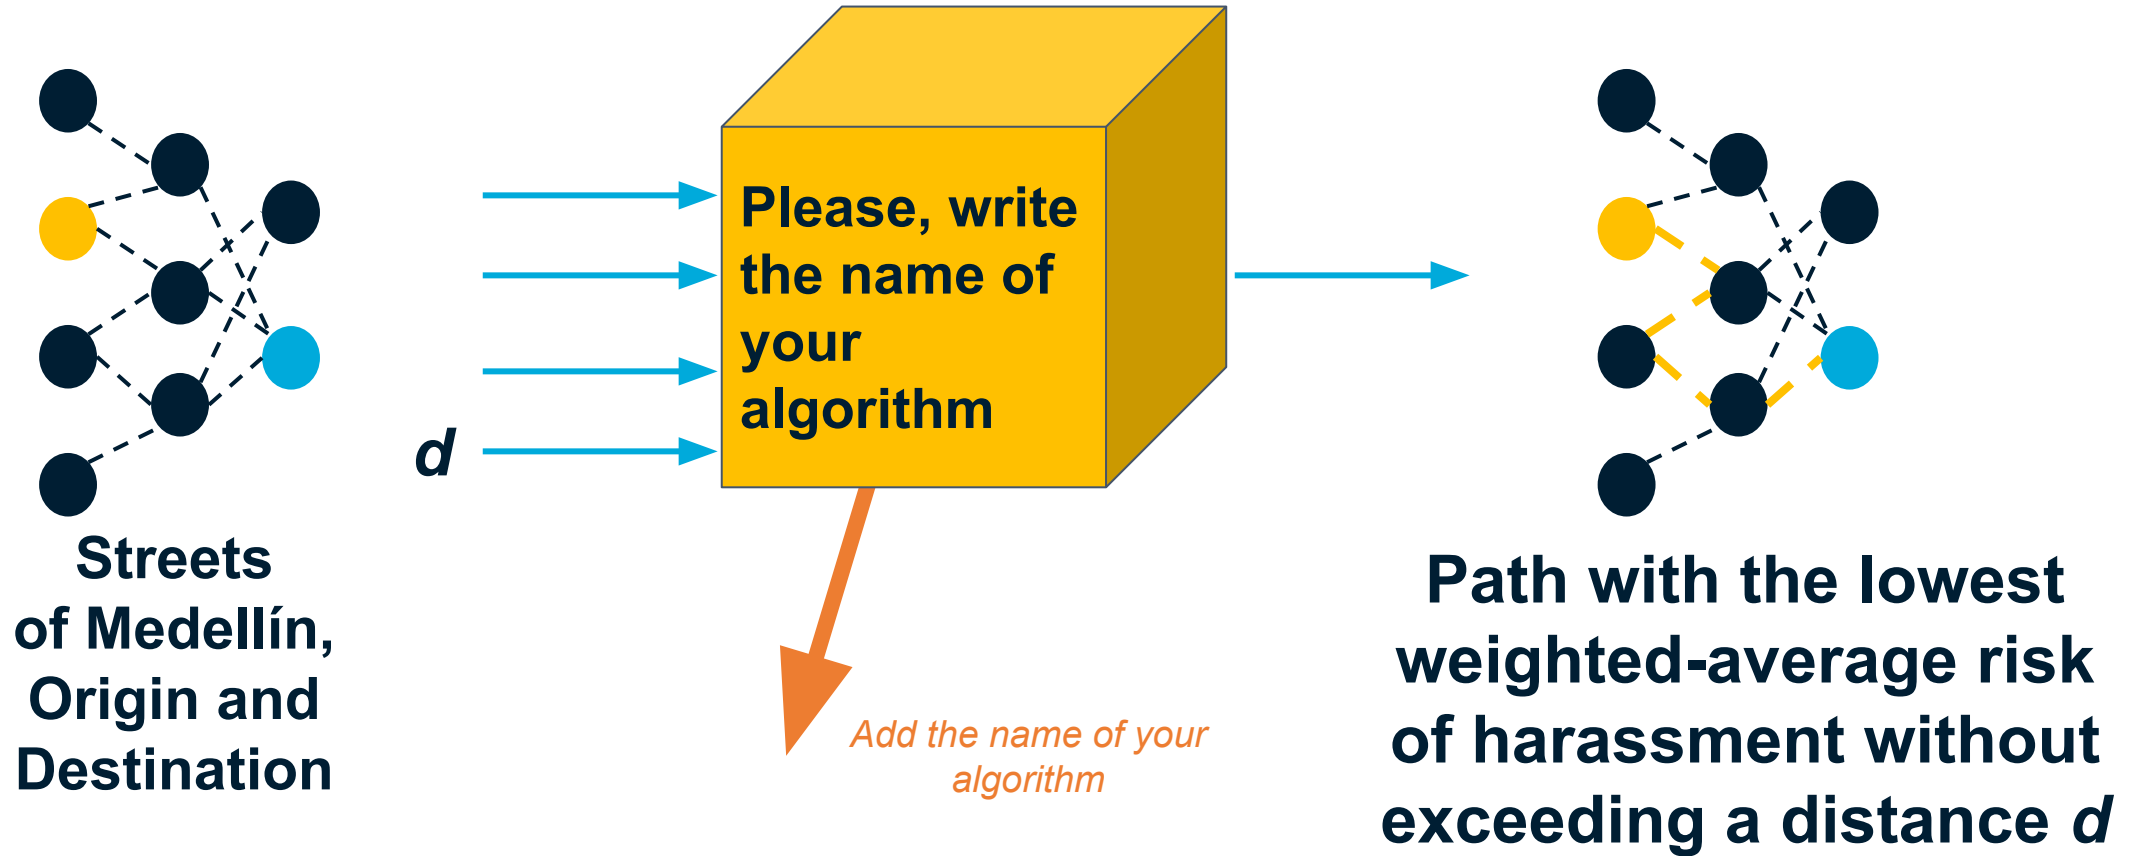 Streets
of Medellín,
Origin and
Destination
d
Please, write
the name of
your
algorithm
Add the name of your
algorithm
Path with the lowest
weighted-average risk
of harassment without
exceeding a distance d